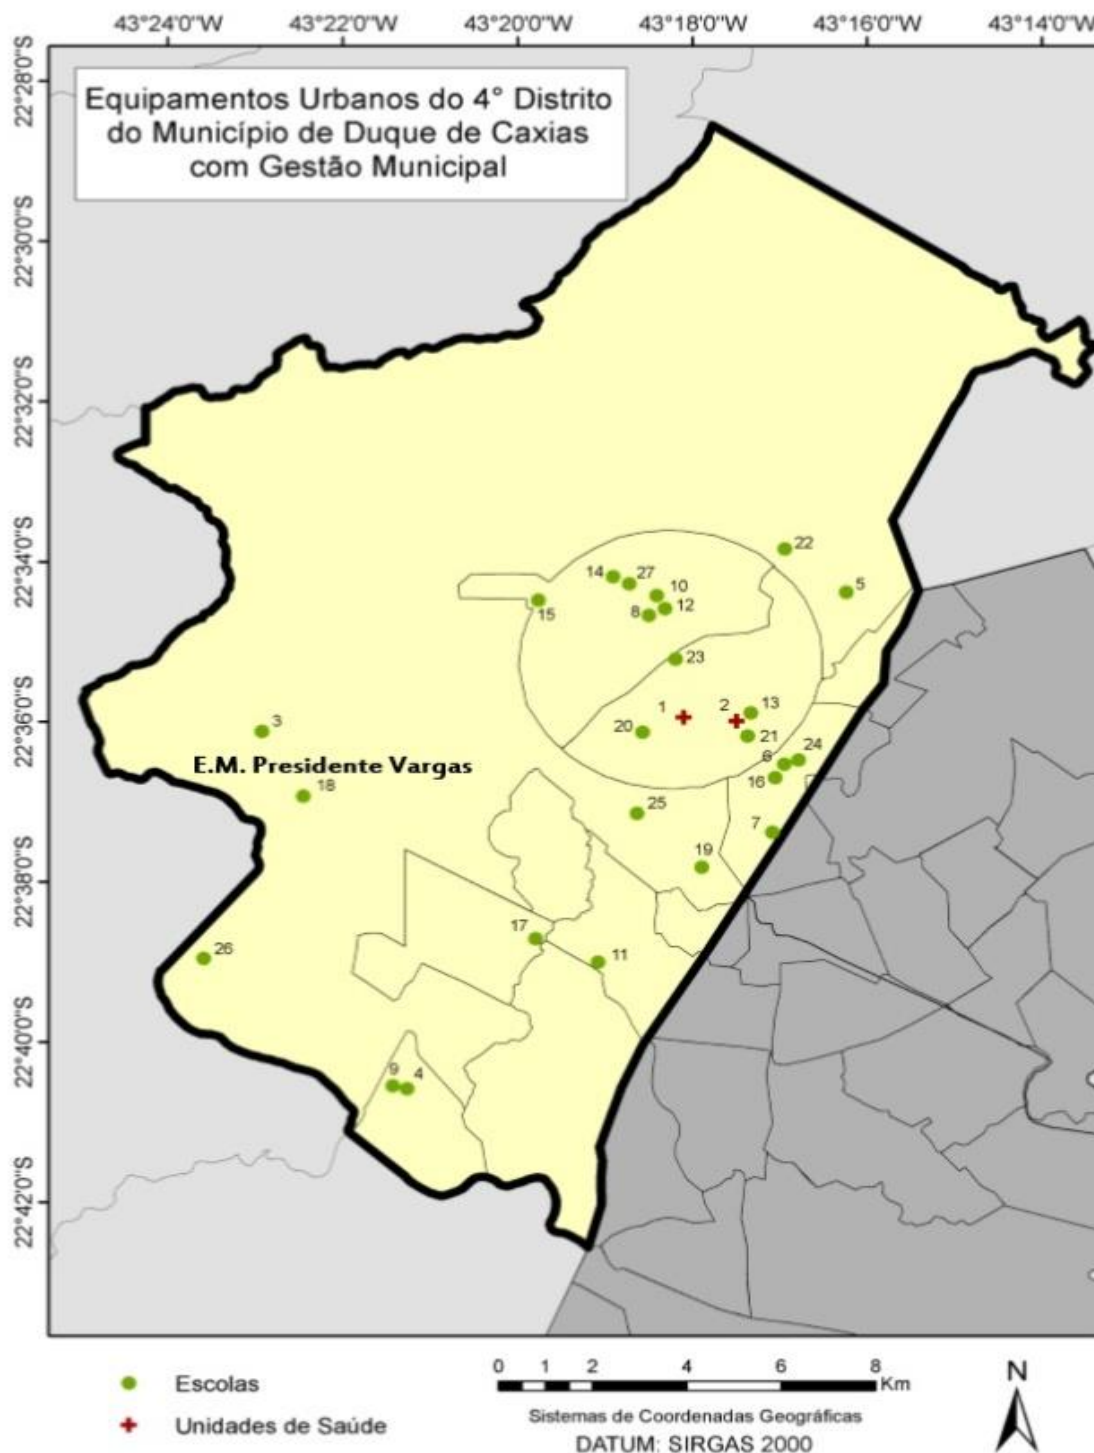 43°24'0"W 43°22'0"W 43°20'0"W 43°18'0"W 43°16'0"W 43°14'0"W
22°28'0"S
Equipamentos Urbanos do 4° Distrito
do Município de Duque de Caxias
com Gestão Municipal
22°30'0"S
22°32'0"S
22°34'0"S
22
14
27
5
10
15
8
12
23
22°36'0"S
1
2
13
3
20
21
24
6
E.M. Presidente Vargas
16
18
25
7
19
22°38'0"S
17
26
11
22°40'0"S
9
4
22°42'0"S
0 1 2 4 6 8
Km
N
Escolas
Unidades de Saúde
Sistemas de Coordenadas Geográficas
DATUM: SIRGAS 2000